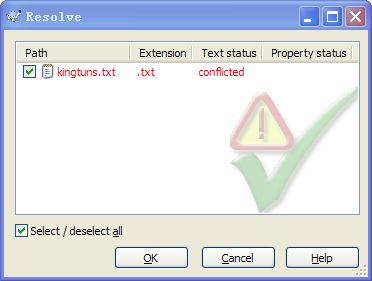 Resolve
Path Extension Text status Property status
kingtuns.txt .txt conflicted
Select / deselect all
OK Cancel Help